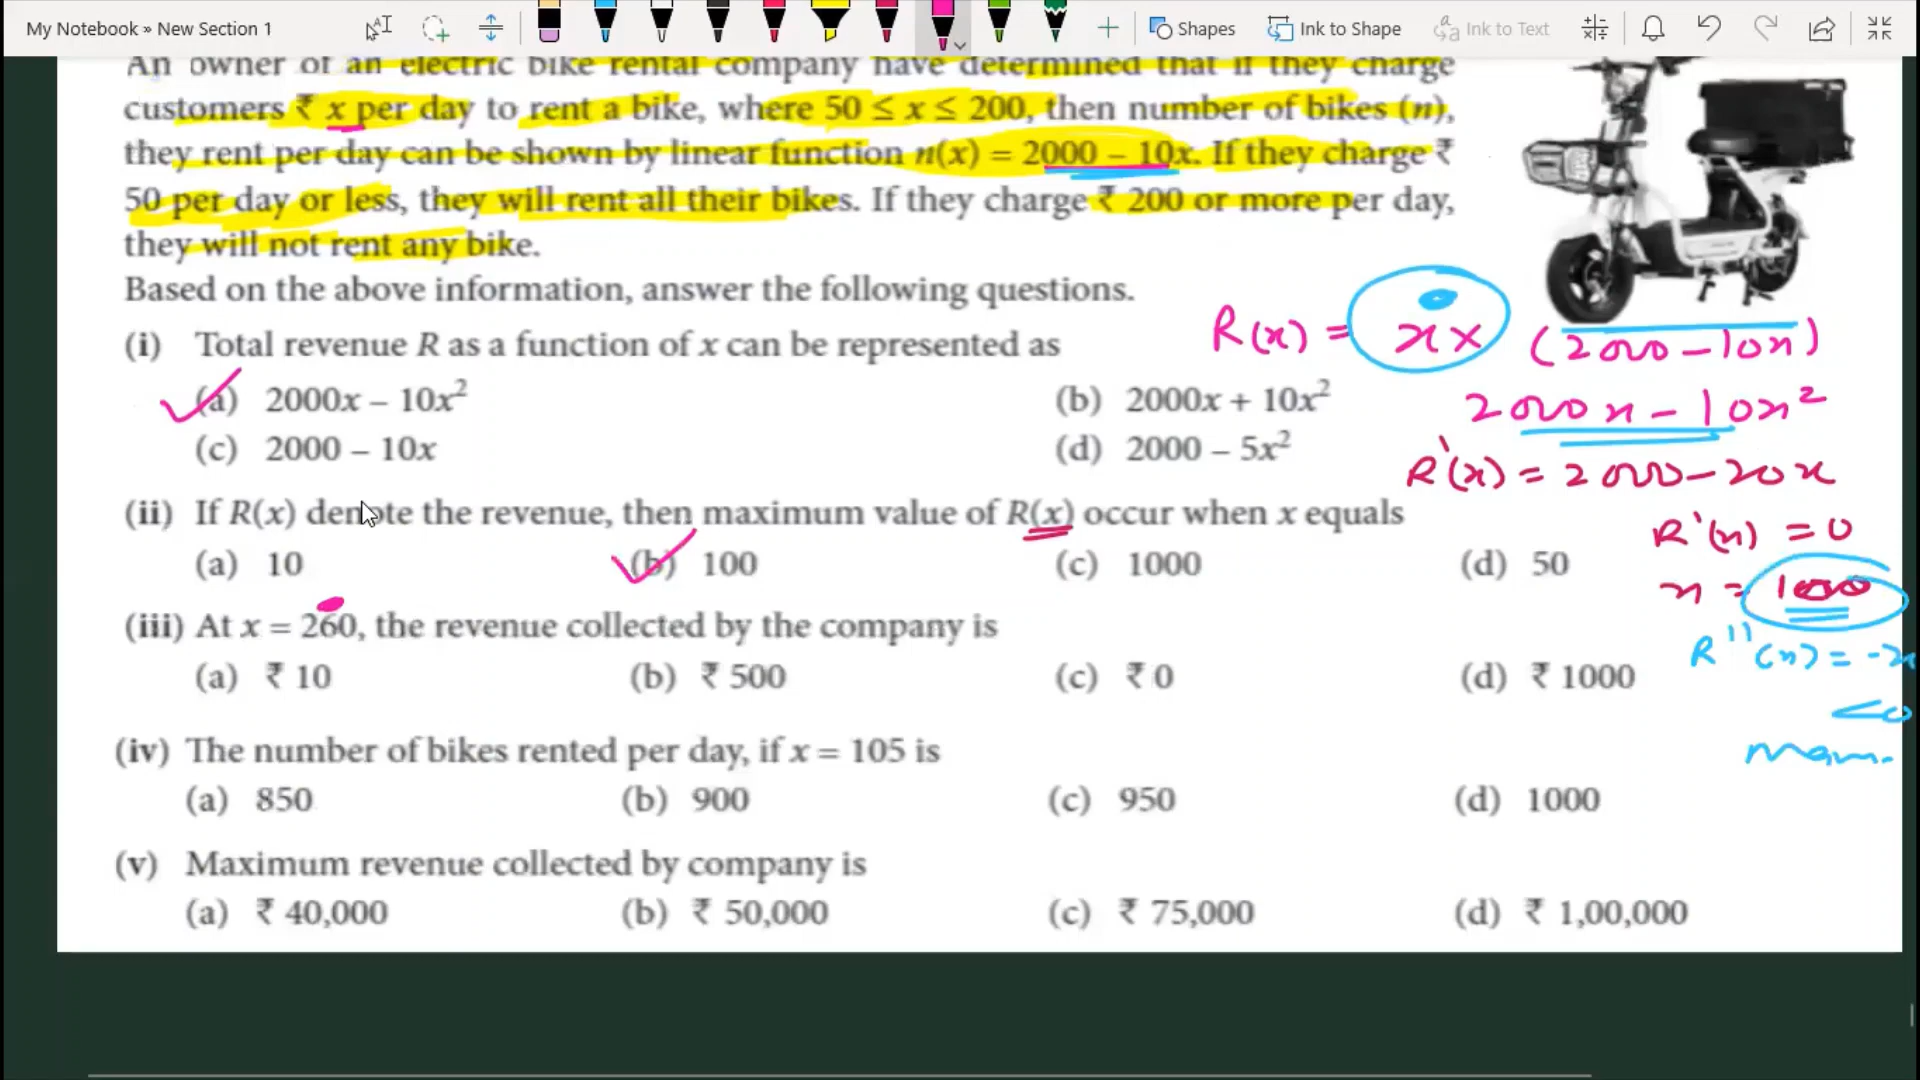 My Notebook » New Section 1
Shapes
Ink to Shape
Ink to Text
An owner of an electric bike rental company have determined that if they charge
customers ₹ x per day to rent a bike, where 50 ≤ x ≤ 200, then number of bikes (n),
they rent per day can be shown by linear function n(x) = 2000 – 10x. If they charge ₹
50 per day or less, they will rent all their bikes. If they charge ₹ 200 or more per day,
they will not rent any bike.
Based on the above information, answer the following questions.
(i) Total revenue R as a function of x can be represented as
(a) 2000x – 10x² (b) 2000x + 10x²
(c) 2000 – 10x (d) 2000 – 5x²
(ii) If R(x) denote the revenue, then maximum value of R(x) occur when x equals
(a) 10 (b) 100 (c) 1000 (d) 50
(iii) At x = 260, the revenue collected by the company is
(a) ₹ 10 (b) ₹ 500 (c) ₹ 0 (d) ₹ 1000
(iv) The number of bikes rented per day, if x = 105 is
(a) 850 (b) 900 (c) 950 (d) 1000
(v) Maximum revenue collected by company is
(a) ₹ 40,000 (b) ₹ 50,000 (c) ₹ 75,000 (d) ₹ 1,00,000
R(x) = x × (2000 – 10x)
2000x – 10x²
R'(x) = 2000 – 20x
R'(x) = 0
x =
R''(x) =